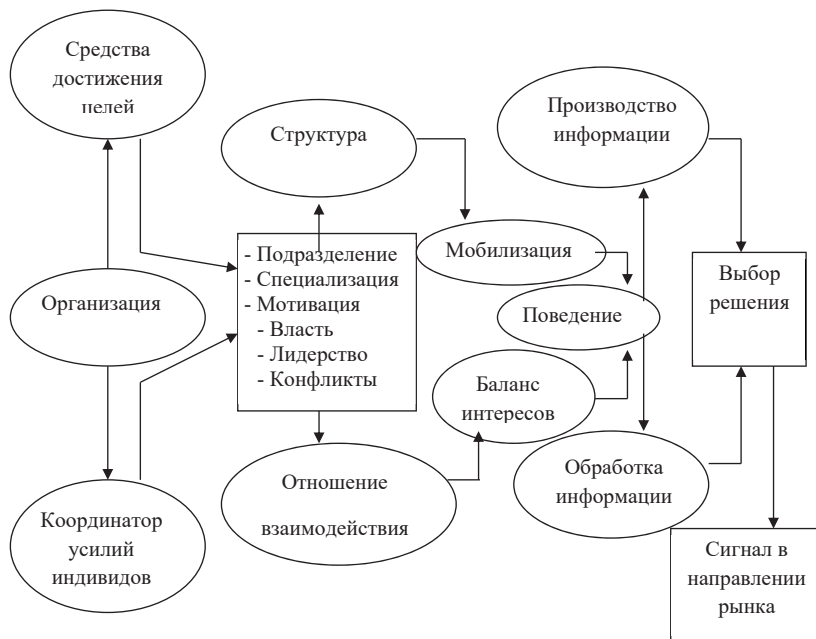 Средства
достижения
целей
Организация
Координатор
усилий
индивидов
Структура
- Подразделение
- Специализация
- Мотивация
- Власть
- Лидерство
- Конфликты
Отношение
взаимодействия
Мобилизация
Поведение
Баланс
интересов
Производство
информации
Обработка
информации
Выбор
решения
Сигнал в
направлении
рынка